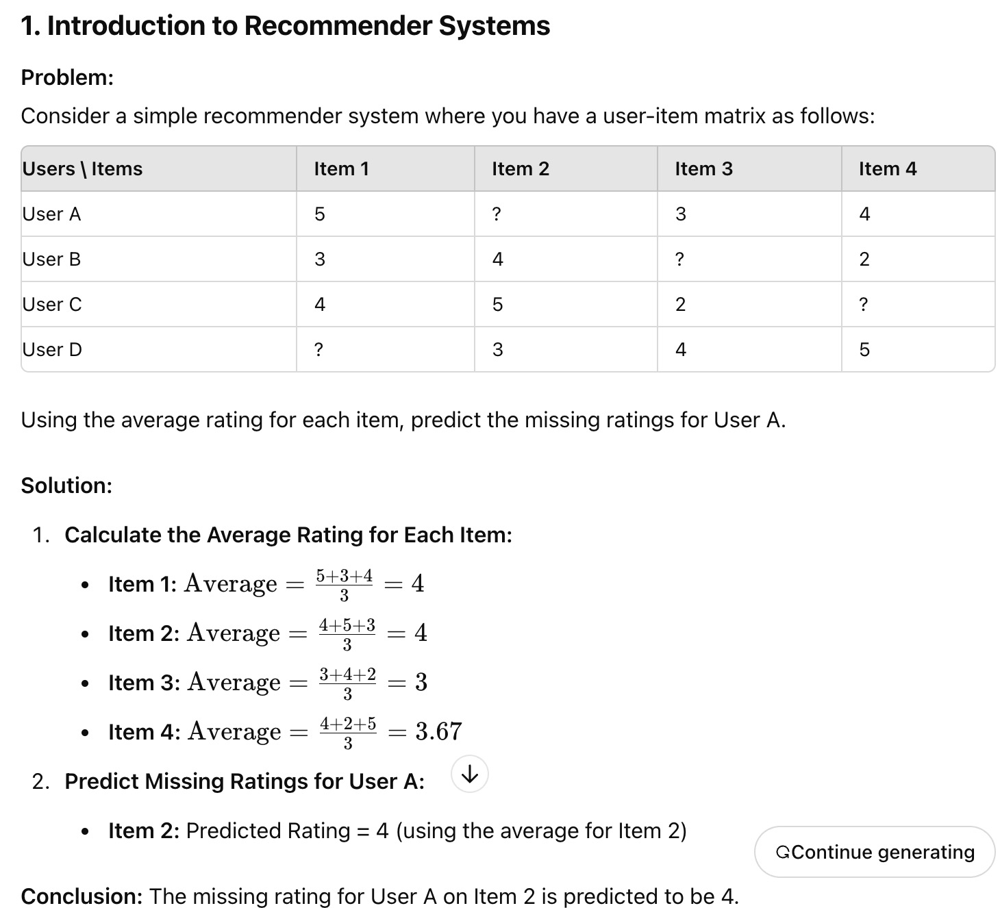 1. Introduction to Recommender Systems
Problem:
Consider a simple recommender system where you have a user-item matrix as follows:
Users \ Items Item 1 Item 2 Item 3 Item 4
User A 5 ? 3 4
User B 3 4 ? 2
User C 4 5 2 ?
User D ? 3 4 5
Using the average rating for each item, predict the missing ratings for User A.
Solution:
1. Calculate the Average Rating for Each Item:
• Item 1: Average = \frac{5+3+4}{3} = 4
• Item 2: Average = \frac{4+5+3}{3} = 4
• Item 3: Average = \frac{3+4+2}{3} = 3
• Item 4: Average = \frac{4+2+5}{3} = 3.67
2. Predict Missing Ratings for User A:
• Item 2: Predicted Rating = 4 (using the average for Item 2)
Continue generating
Conclusion: The missing rating for User A on Item 2 is predicted to be 4.